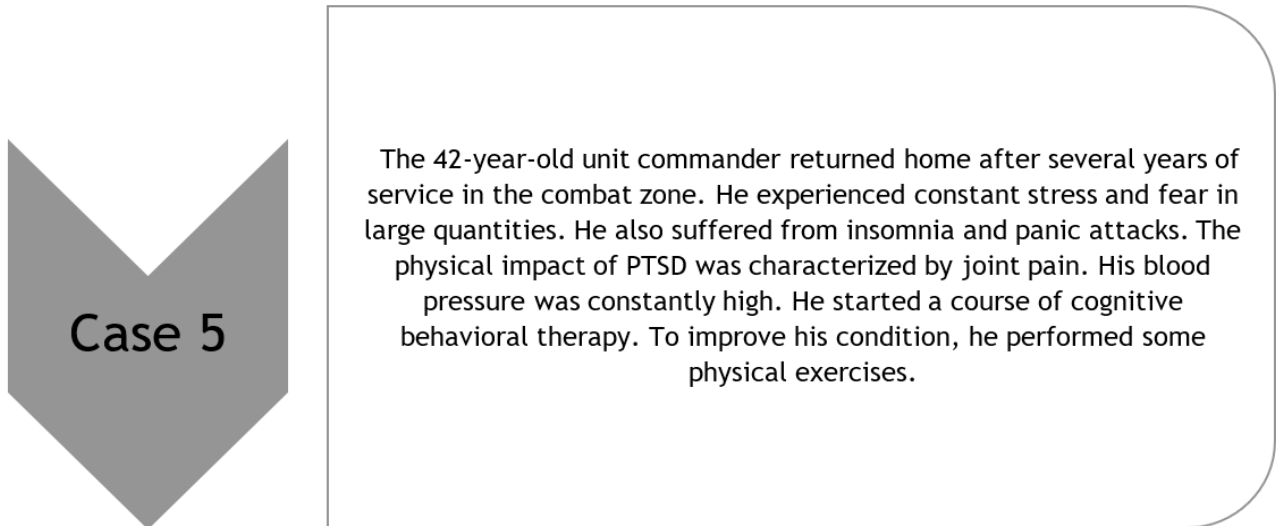 Case 5
The 42-year-old unit commander returned home after several years of
service in the combat zone. He experienced constant stress and fear in
large quantities. He also suffered from insomnia and panic attacks. The
physical impact of PTSD was characterized by joint pain. His blood
pressure was constantly high. He started a course of cognitive
behavioral therapy. To improve his condition, he performed some
physical exercises.